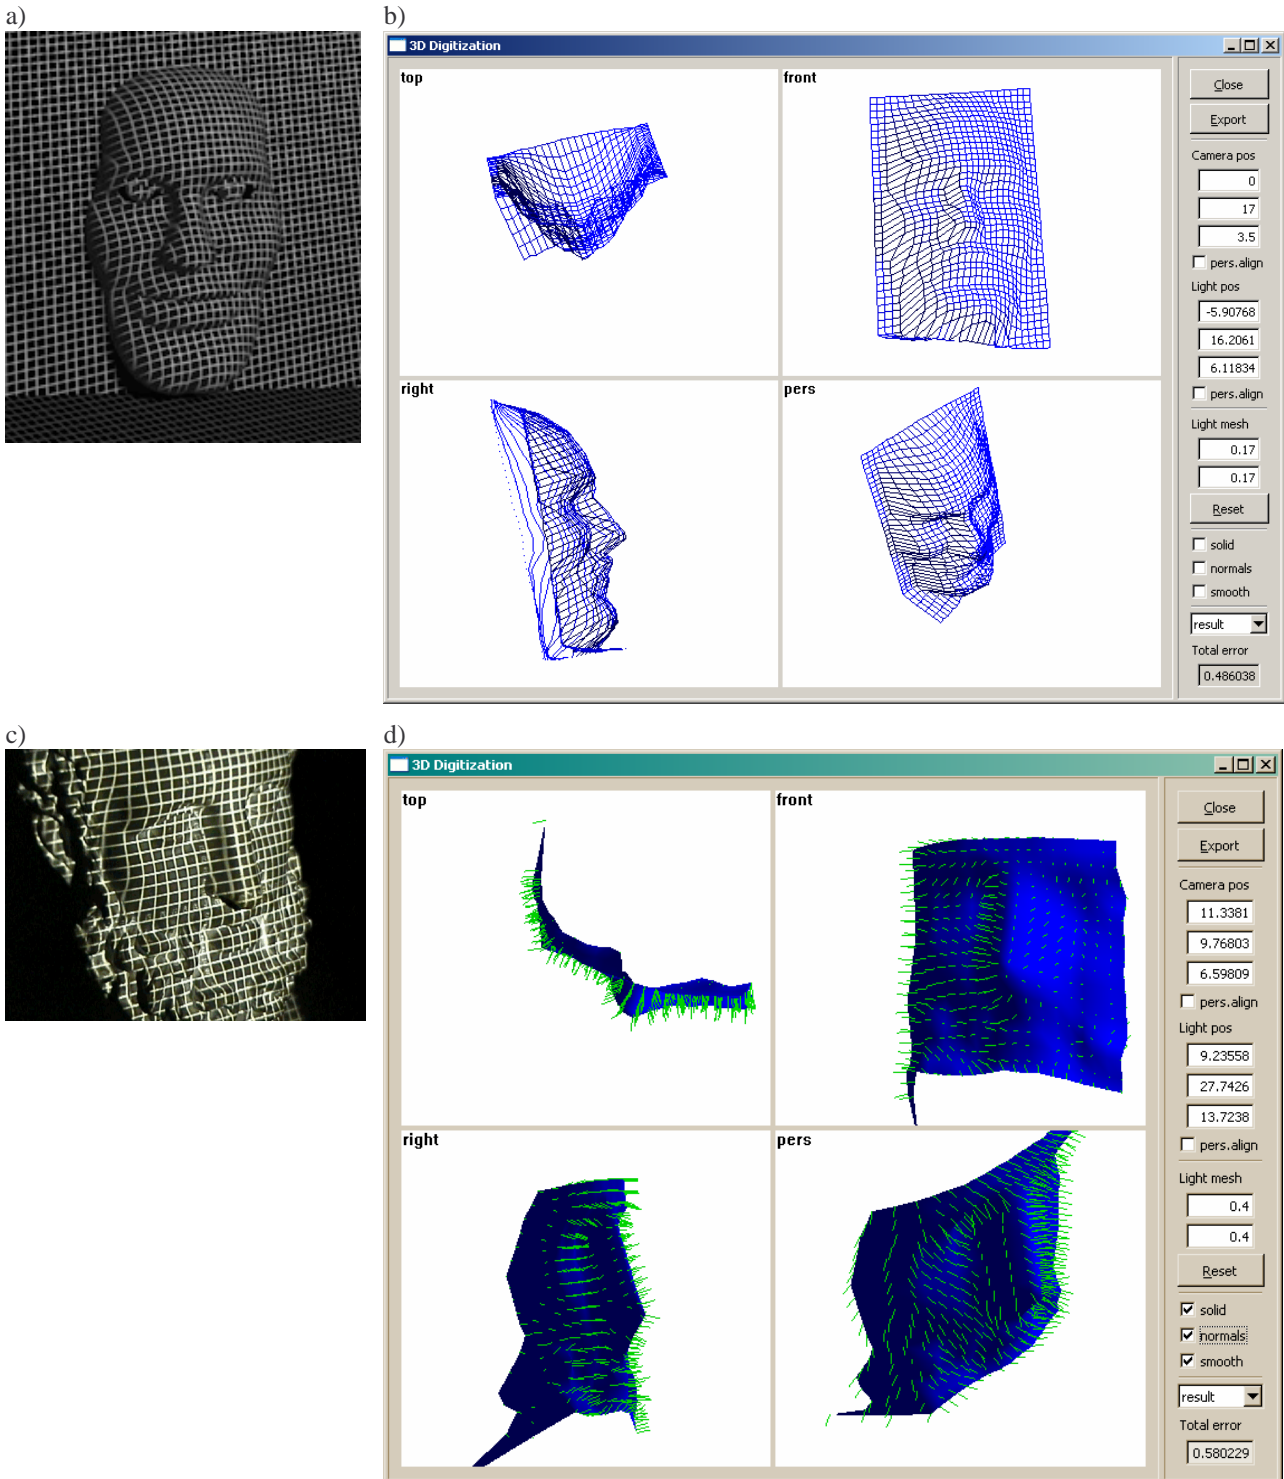 a)
b)
3D Digitization
top
front
Close
Export
Camera pos
0
17
3.5
pers.align
Light pos
-5.90768
16.2061
6.11834
pers.align
right
pers
Light mesh
0.17
0.17
Reset
solid
normals
smooth
result
Total error
0.486038
c)
d)
3D Digitization
top
front
Close
Export
Camera pos
11.3381
9.76803
6.59809
pers.align
Light pos
9.23558
27.7426
13.7238
pers.align
right
pers
Light mesh
0.4
0.4
Reset
solid
normals
smooth
result
Total error
0.580229